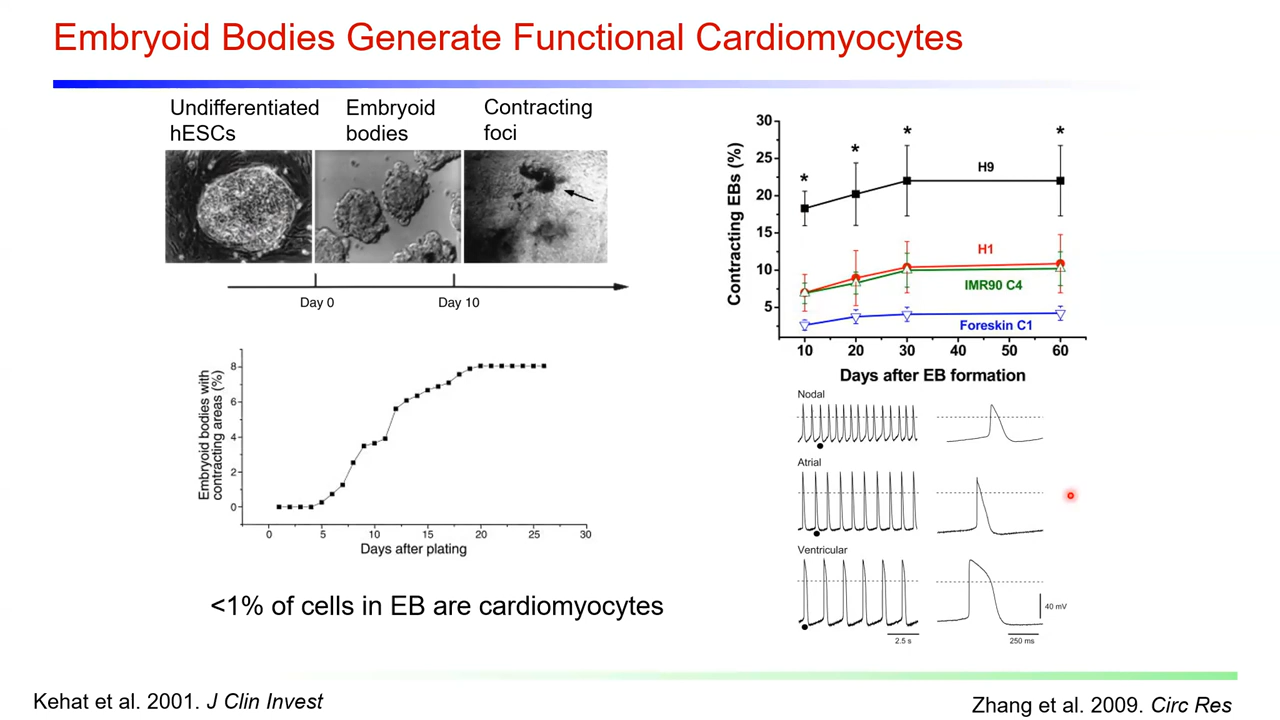 Embryoid Bodies Generate Functional Cardiomyocytes
Undifferentiated
hESCs
Embryoid
bodies
Contracting
foci
Day 0
Day 10
Embryoid bodies with
contracting areas (%)
8
6
4
2
0
0
5
10
15
20
25
30
Days after plating
<1% of cells in EB are cardiomyocytes
Contracting EBs (%)
30
25
20
15
10
5
*
*
*
*
H9
H1
IMR90 C4
Foreskin C1
10
20
30
40
50
60
Days after EB formation
Nodal
Atrial
Ventricular
40 mV
2.5 s
250 ms
Kehat et al. 2001. J Clin Invest
Zhang et al. 2009. Circ Res